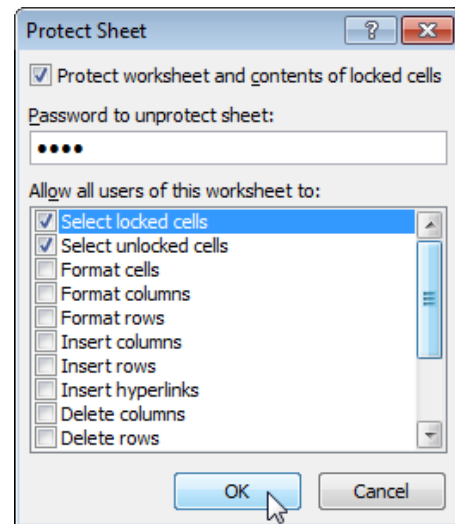 Protect Sheet
Protect worksheet and contents of locked cells
Password to unprotect sheet:
••••
Allow all users of this worksheet to:
Select locked cells
Select unlocked cells
Format cells
Format columns
Format rows
Insert columns
Insert rows
Insert hyperlinks
Delete columns
Delete rows
OK Cancel